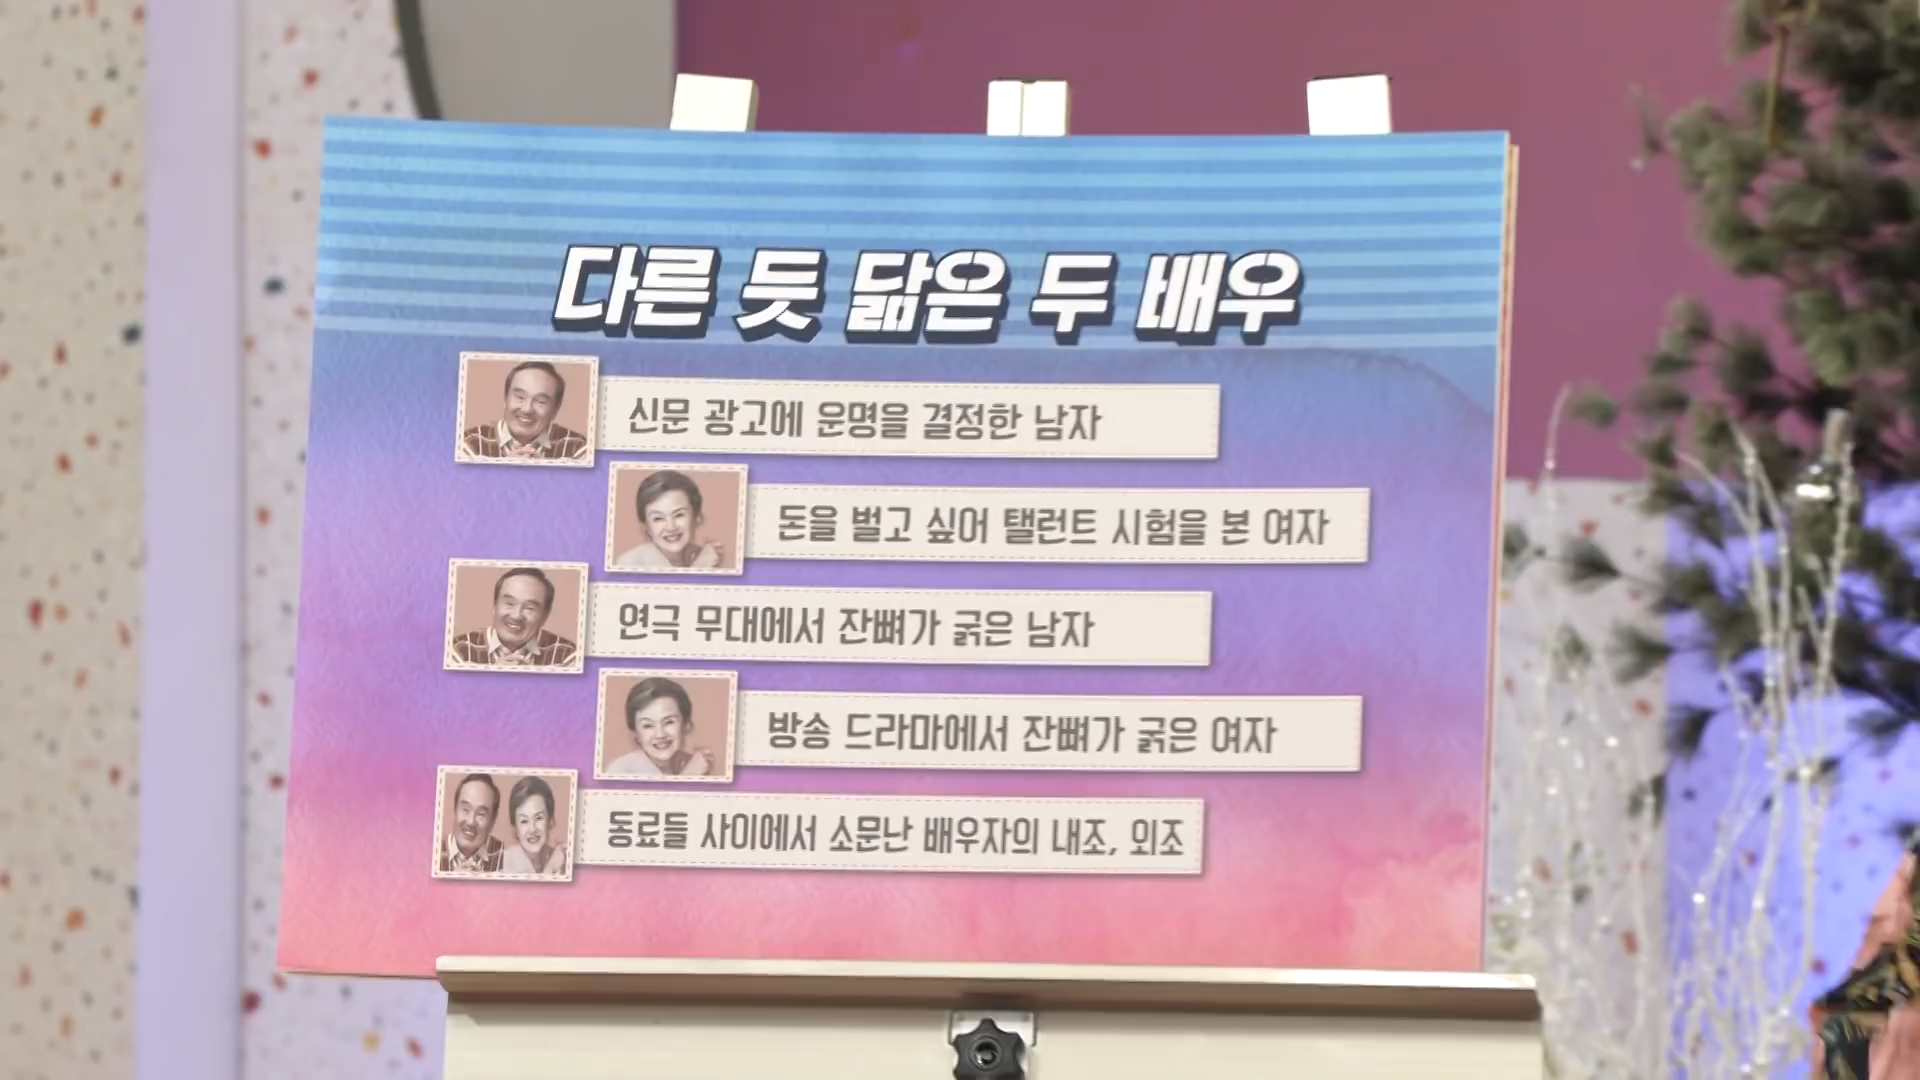 다른 듯 닮은 두 배우
신문 광고에 운명을 결정한 남자
돈을 벌고 싶어 탤런트 시험을 본 여자
연극 무대에서 잔뼈가 굵은 남자
방송 드라마에서 잔뼈가 굵은 여자
동료들 사이에서 소문난 배우자의 내조, 외조